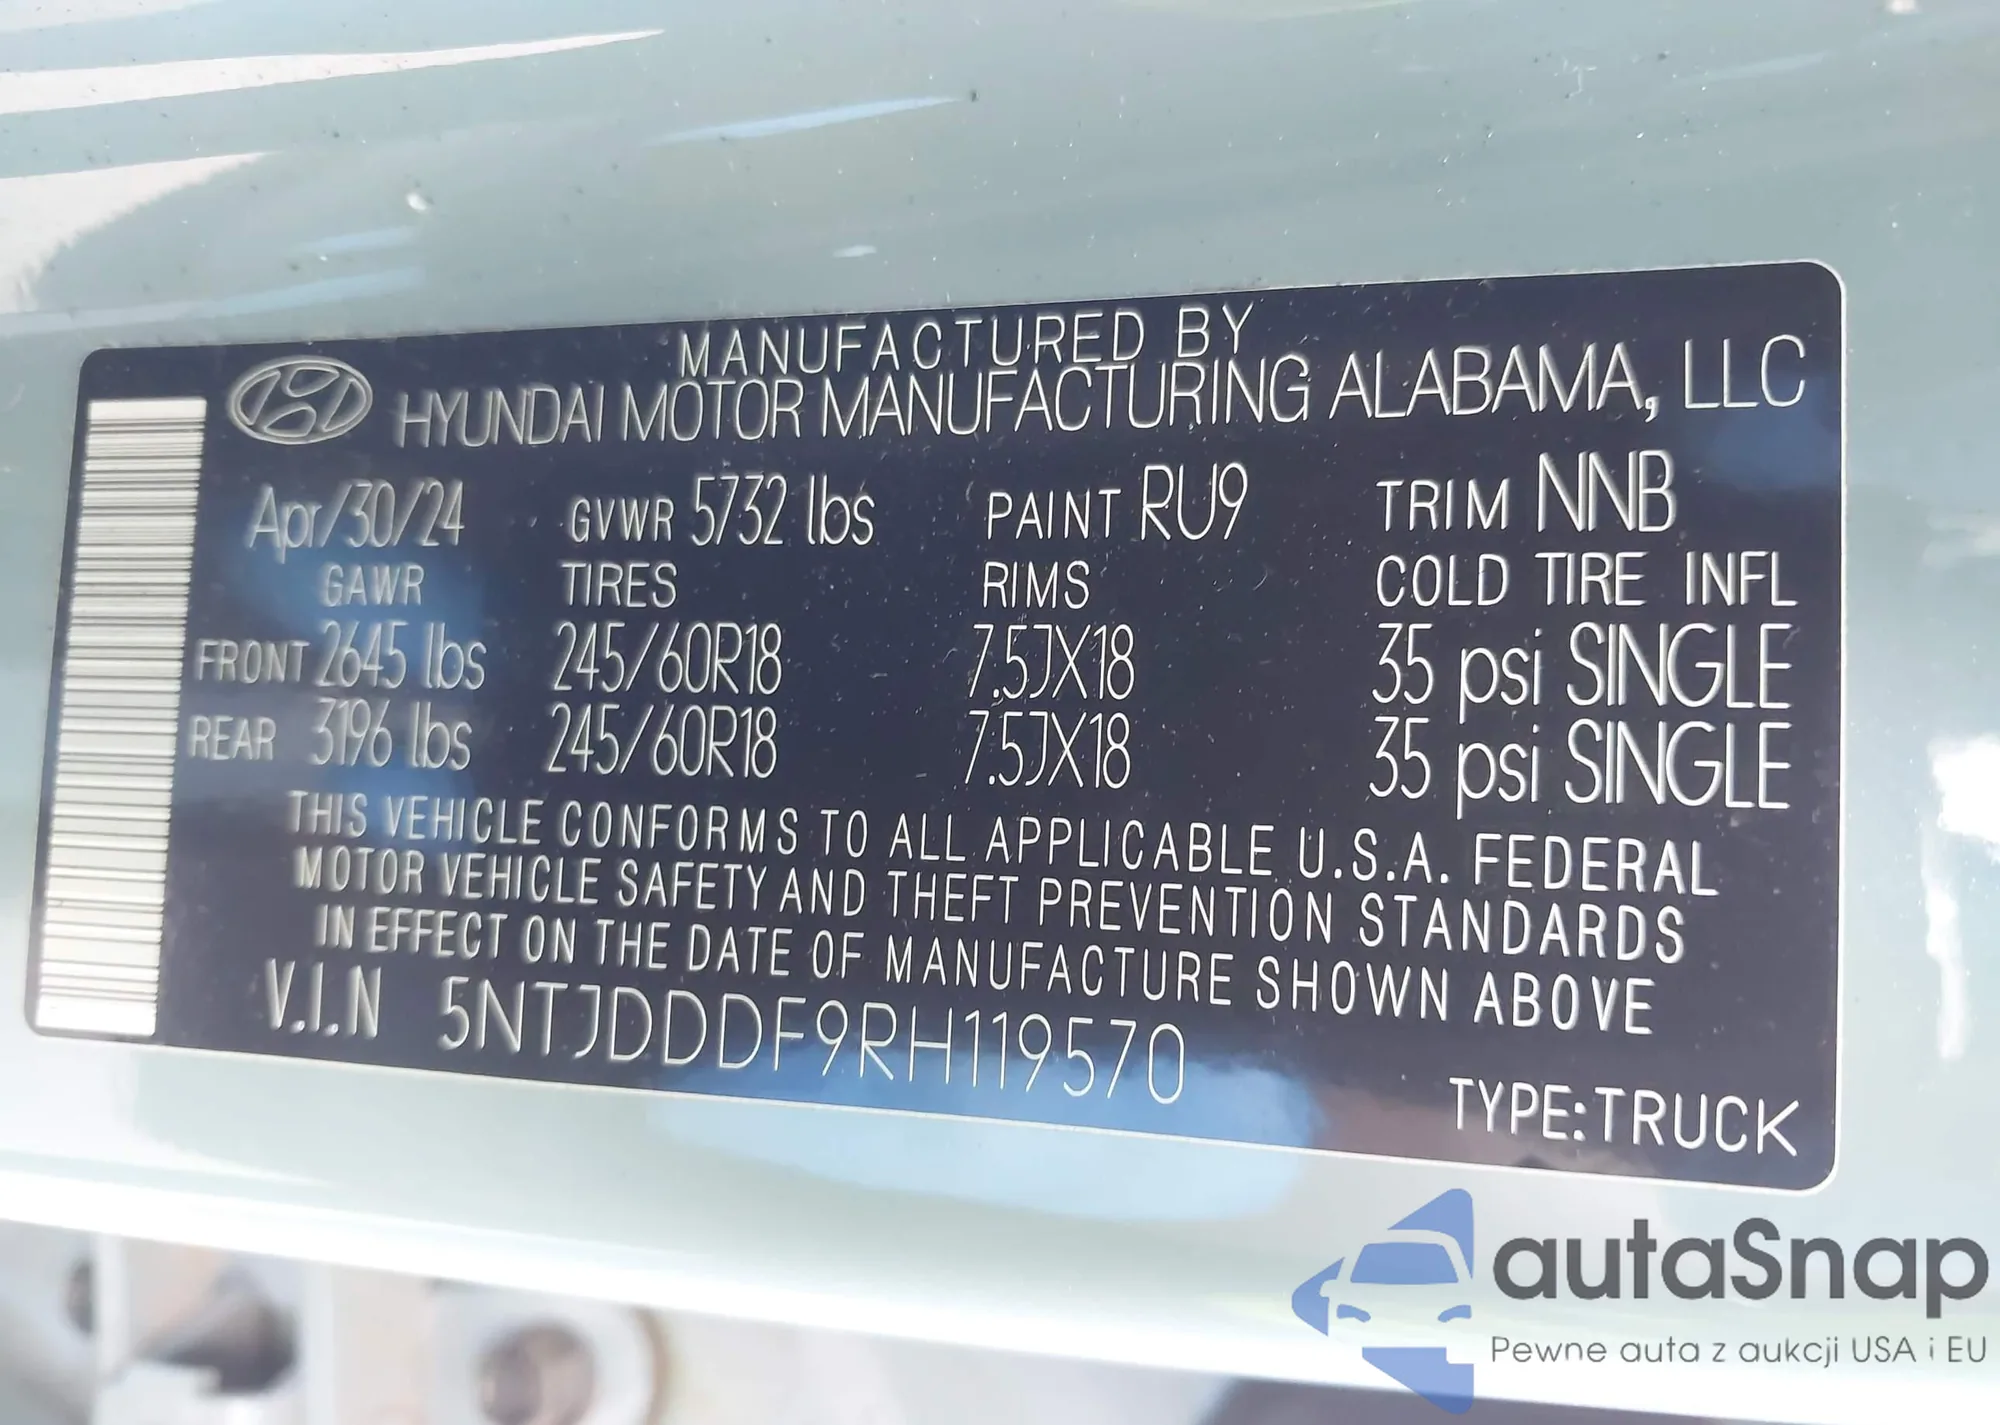 MANUFACTURED BY
HYUNDAI MOTOR MANUFACTURING ALABAMA, LLC
Apr/30/24 GVWR 5732 lbs PAINT RU9 TRIM NNB
GAWR TIRES RIMS COLD TIRE INFL
FRONT 2645 lbs 245/60R18 7.5JX18 35 psi SINGLE
REAR 3196 lbs 245/60R18 7.5JX18 35 psi SINGLE
THIS VEHICLE CONFORMS TO ALL APPLICABLE U.S.A. FEDERAL
MOTOR VEHICLE SAFETY AND THEFT PREVENTION STANDARDS
IN EFFECT ON THE DATE OF MANUFACTURE SHOWN ABOVE
V.I.N 5NTJDDDF9RH119570
TYPE:TRUCK
autaSnap
Pewne auta z aukcji USA i EU